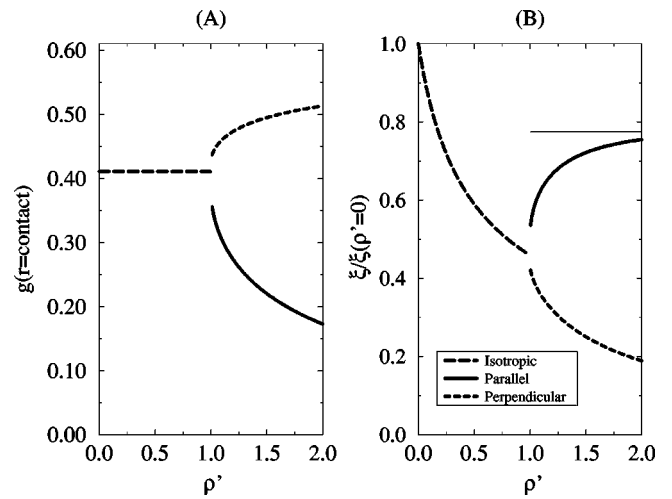 (A)
(B)
0.60
0.50
0.40
0.30
0.20
0.10
0.00
g(r=contact)
0.0 0.5 1.0 1.5 2.0
ρ'
1.0
0.8
0.6
0.4
0.2
0.0
ξ/ξ(ρ'=0)
Isotropic
Parallel
Perpendicular
0.0 0.5 1.0 1.5 2.0
ρ'